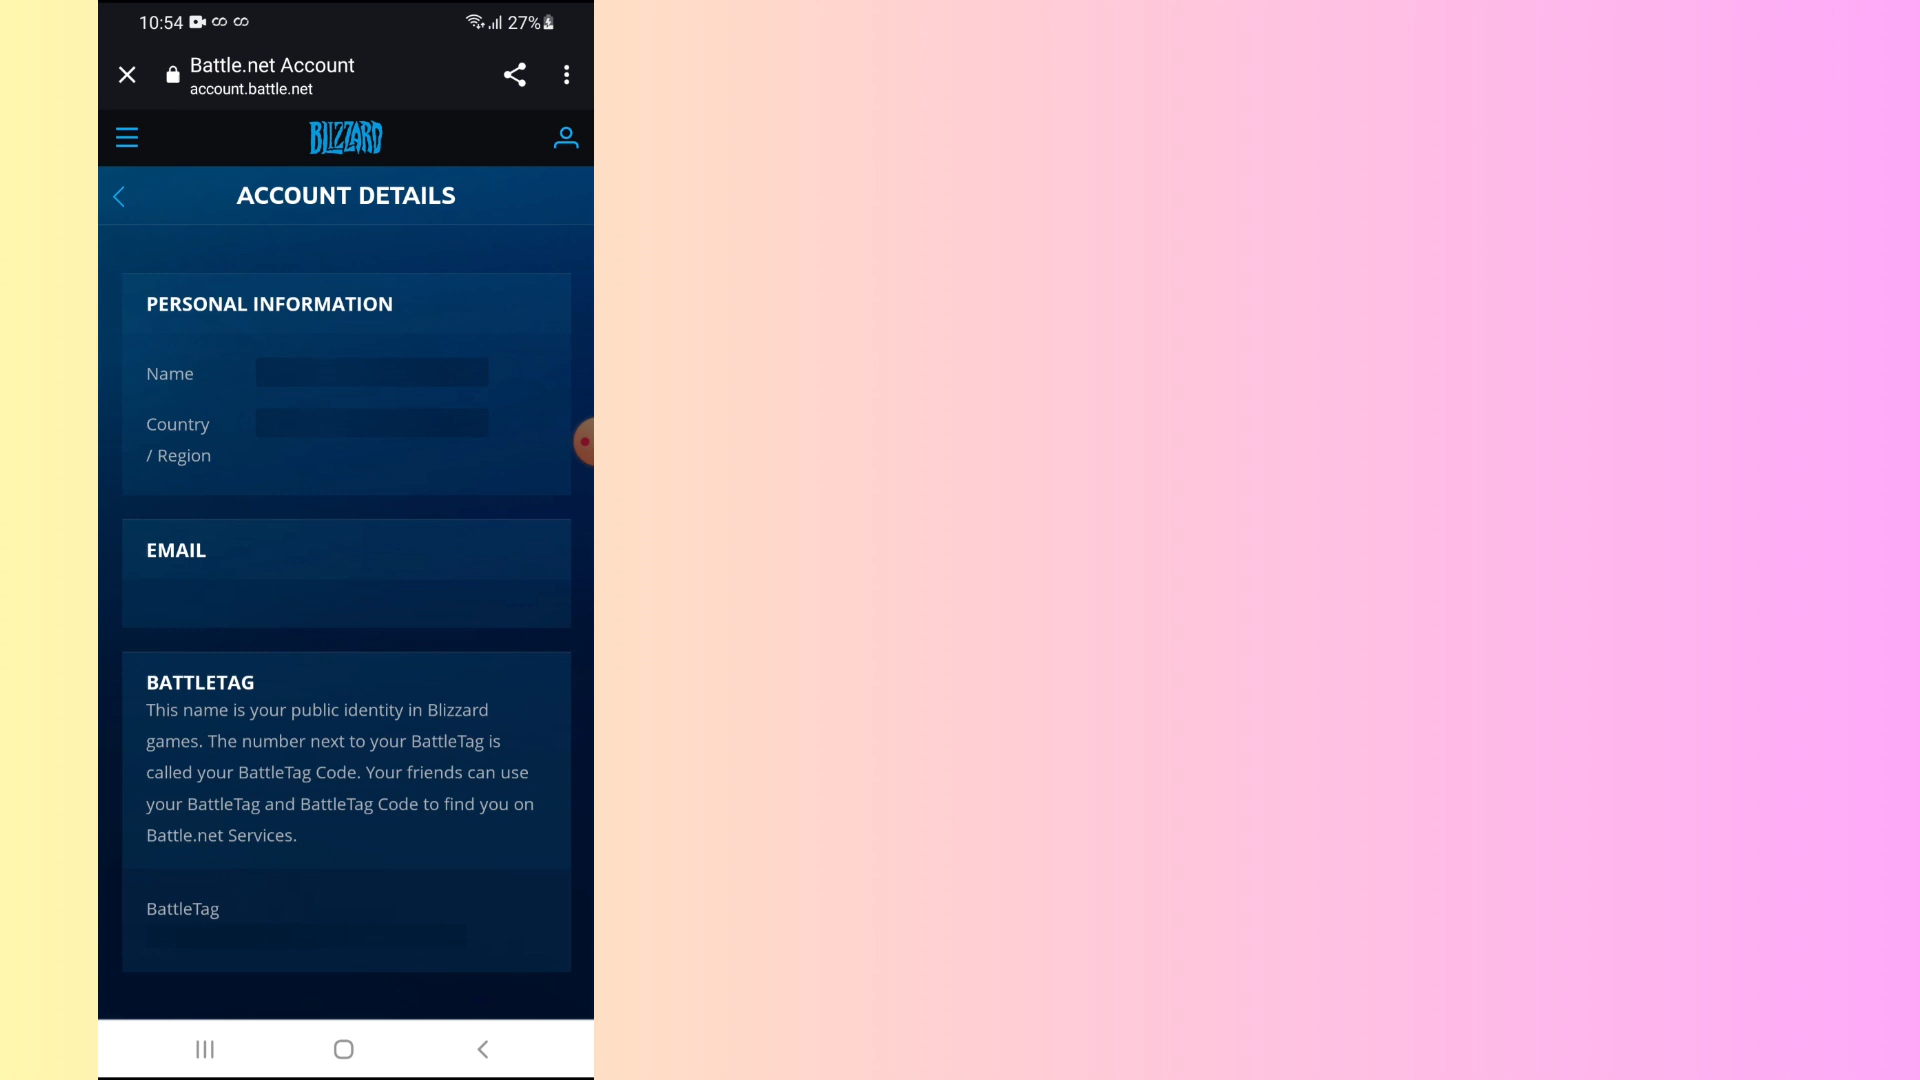 10:54
27%
Battle.net Account
account.battle.net
BLIZZARD
ACCOUNT DETAILS
PERSONAL INFORMATION
Name
Country
/ Region
EMAIL
BATTLETAG
This name is your public identity in Blizzard
games. The number next to your BattleTag is
called your BattleTag Code. Your friends can use
your BattleTag and BattleTag Code to find you on
Battle.net Services.
BattleTag